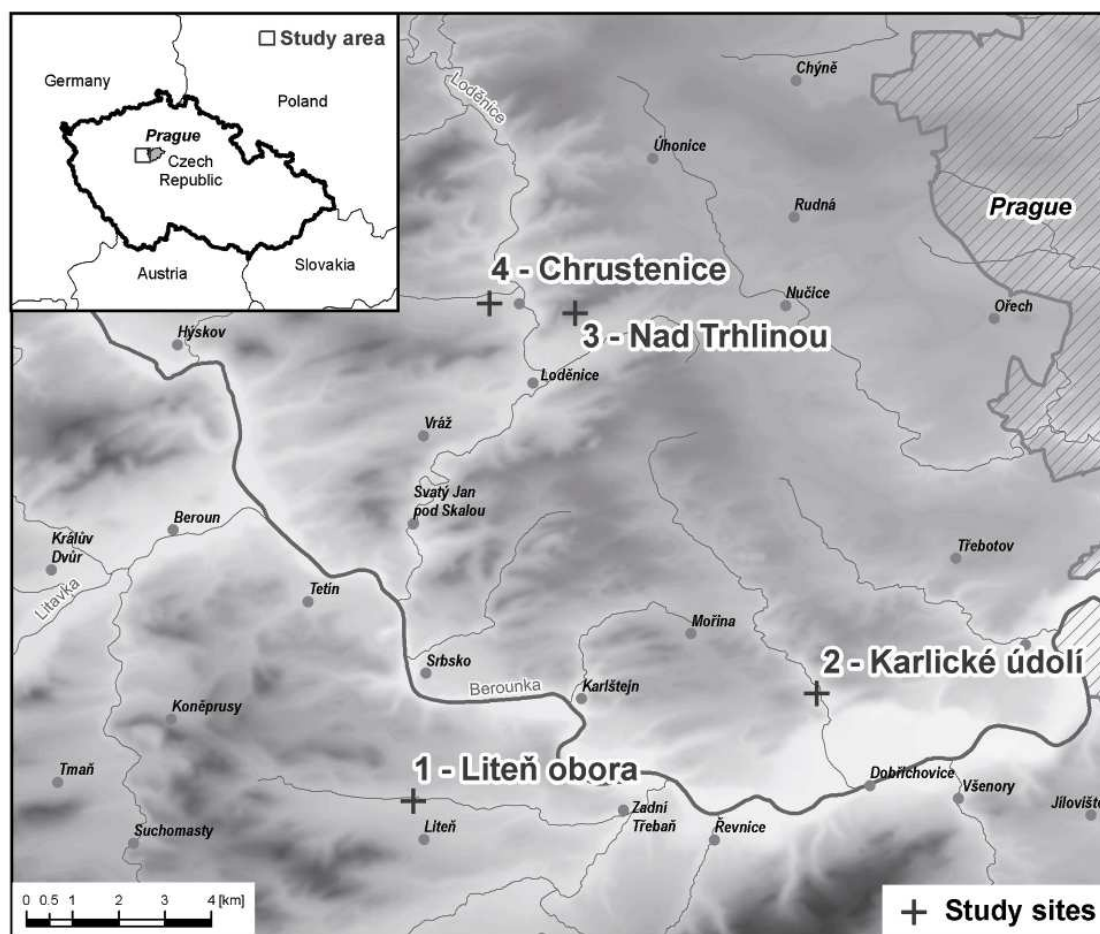 Study area
Germany
Poland
Prague
Czech
Republic
Austria
Slovakia
Loděnice
Chýně
Úhonice
Rudná
Prague
4 - Chrustenice
Nučice
Ořech
3 - Nad Trhlinou
Hýskov
Loděnice
Vráž
Svatý Jan
pod Skalou
Beroun
Králův
Dvůr
Litavka
Třebotov
Tetín
Mořina
2 - Karlické údolí
Srbsko
Berounka
Karlštejn
Koněprusy
1 - Liteň obora
Tmaň
Dobřichovice
Všenory
Jíloviště
Zadní
Třebaň
Řevnice
Liteň
Suchomasty
0 0.5 1 2 3 4 [km]
Study sites